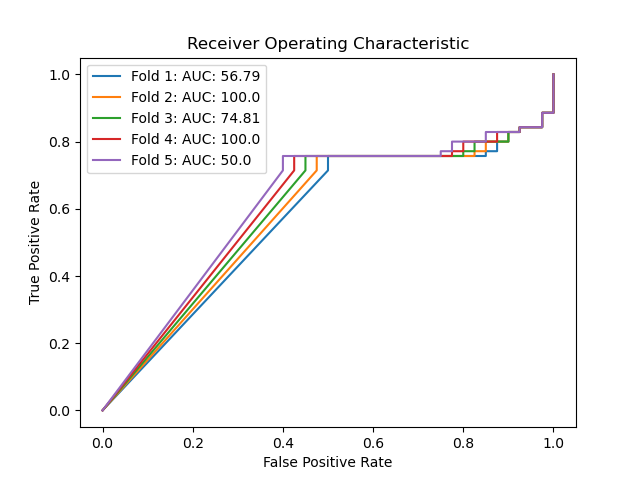 Receiver Operating Characteristic
Fold 1: AUC: 56.79
Fold 2: AUC: 100.0
Fold 3: AUC: 74.81
Fold 4: AUC: 100.0
Fold 5: AUC: 50.0
1.0
0.8
0.6
0.4
0.2
0.0
True Positive Rate
0.0 0.2 0.4 0.6 0.8 1.0
False Positive Rate